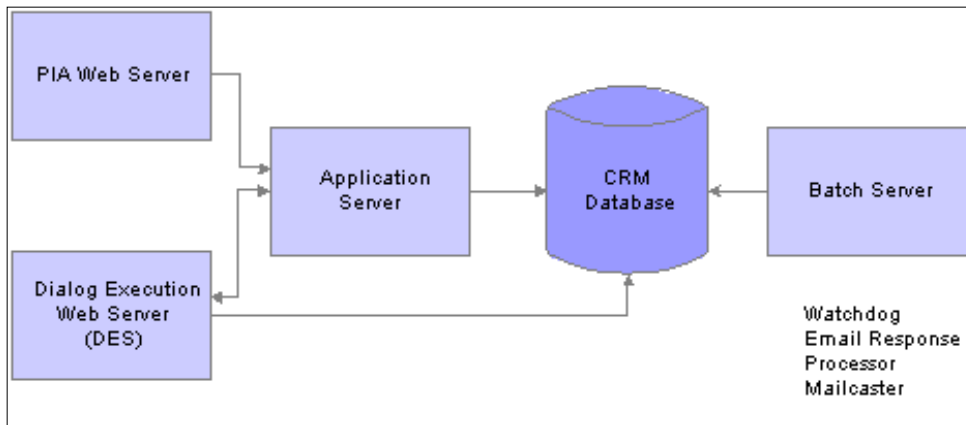 PIA Web Server
Application
Server
CRM
Database
Batch Server
Dialog Execution
Web Server
(DES)
Watchdog
Email Response
Processor
Mailcaster